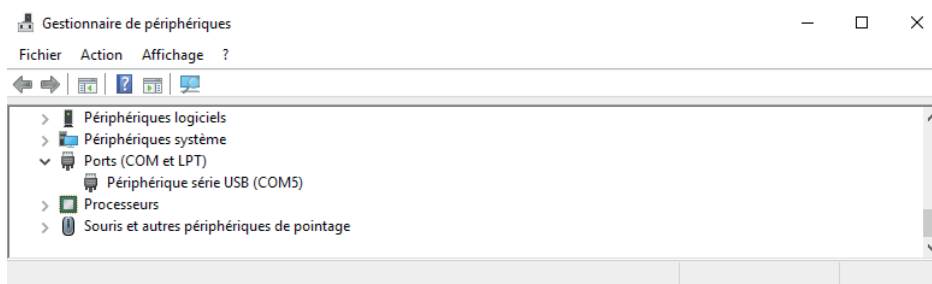 Gestionnaire de périphériques
Fichier Action Affichage ?
Périphériques logiciels
Périphériques système
Ports (COM et LPT)
Périphérique série USB (COM5)
Processeurs
Souris et autres périphériques de pointage